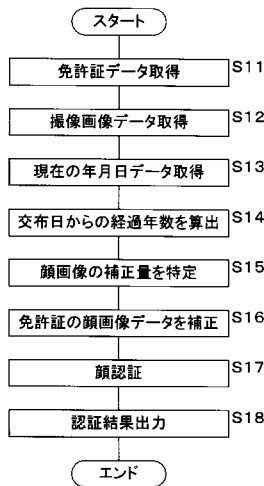 スタート
免許証データ取得 S11
撮像画像データ取得 S12
現在の年月日データ取得 S13
交布日からの経過年数を算出 S14
顔画像の補正量を特定 S15
免許証の顔画像データを補正 S16
顔認証 S17
認証結果出力 S18
エンド